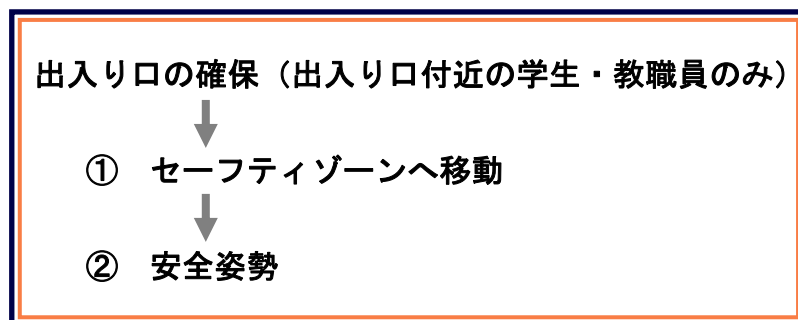 出入り口の確保（出入り口付近の学生・教職員のみ）
① セーフティゾーンへ移動
② 安全姿勢